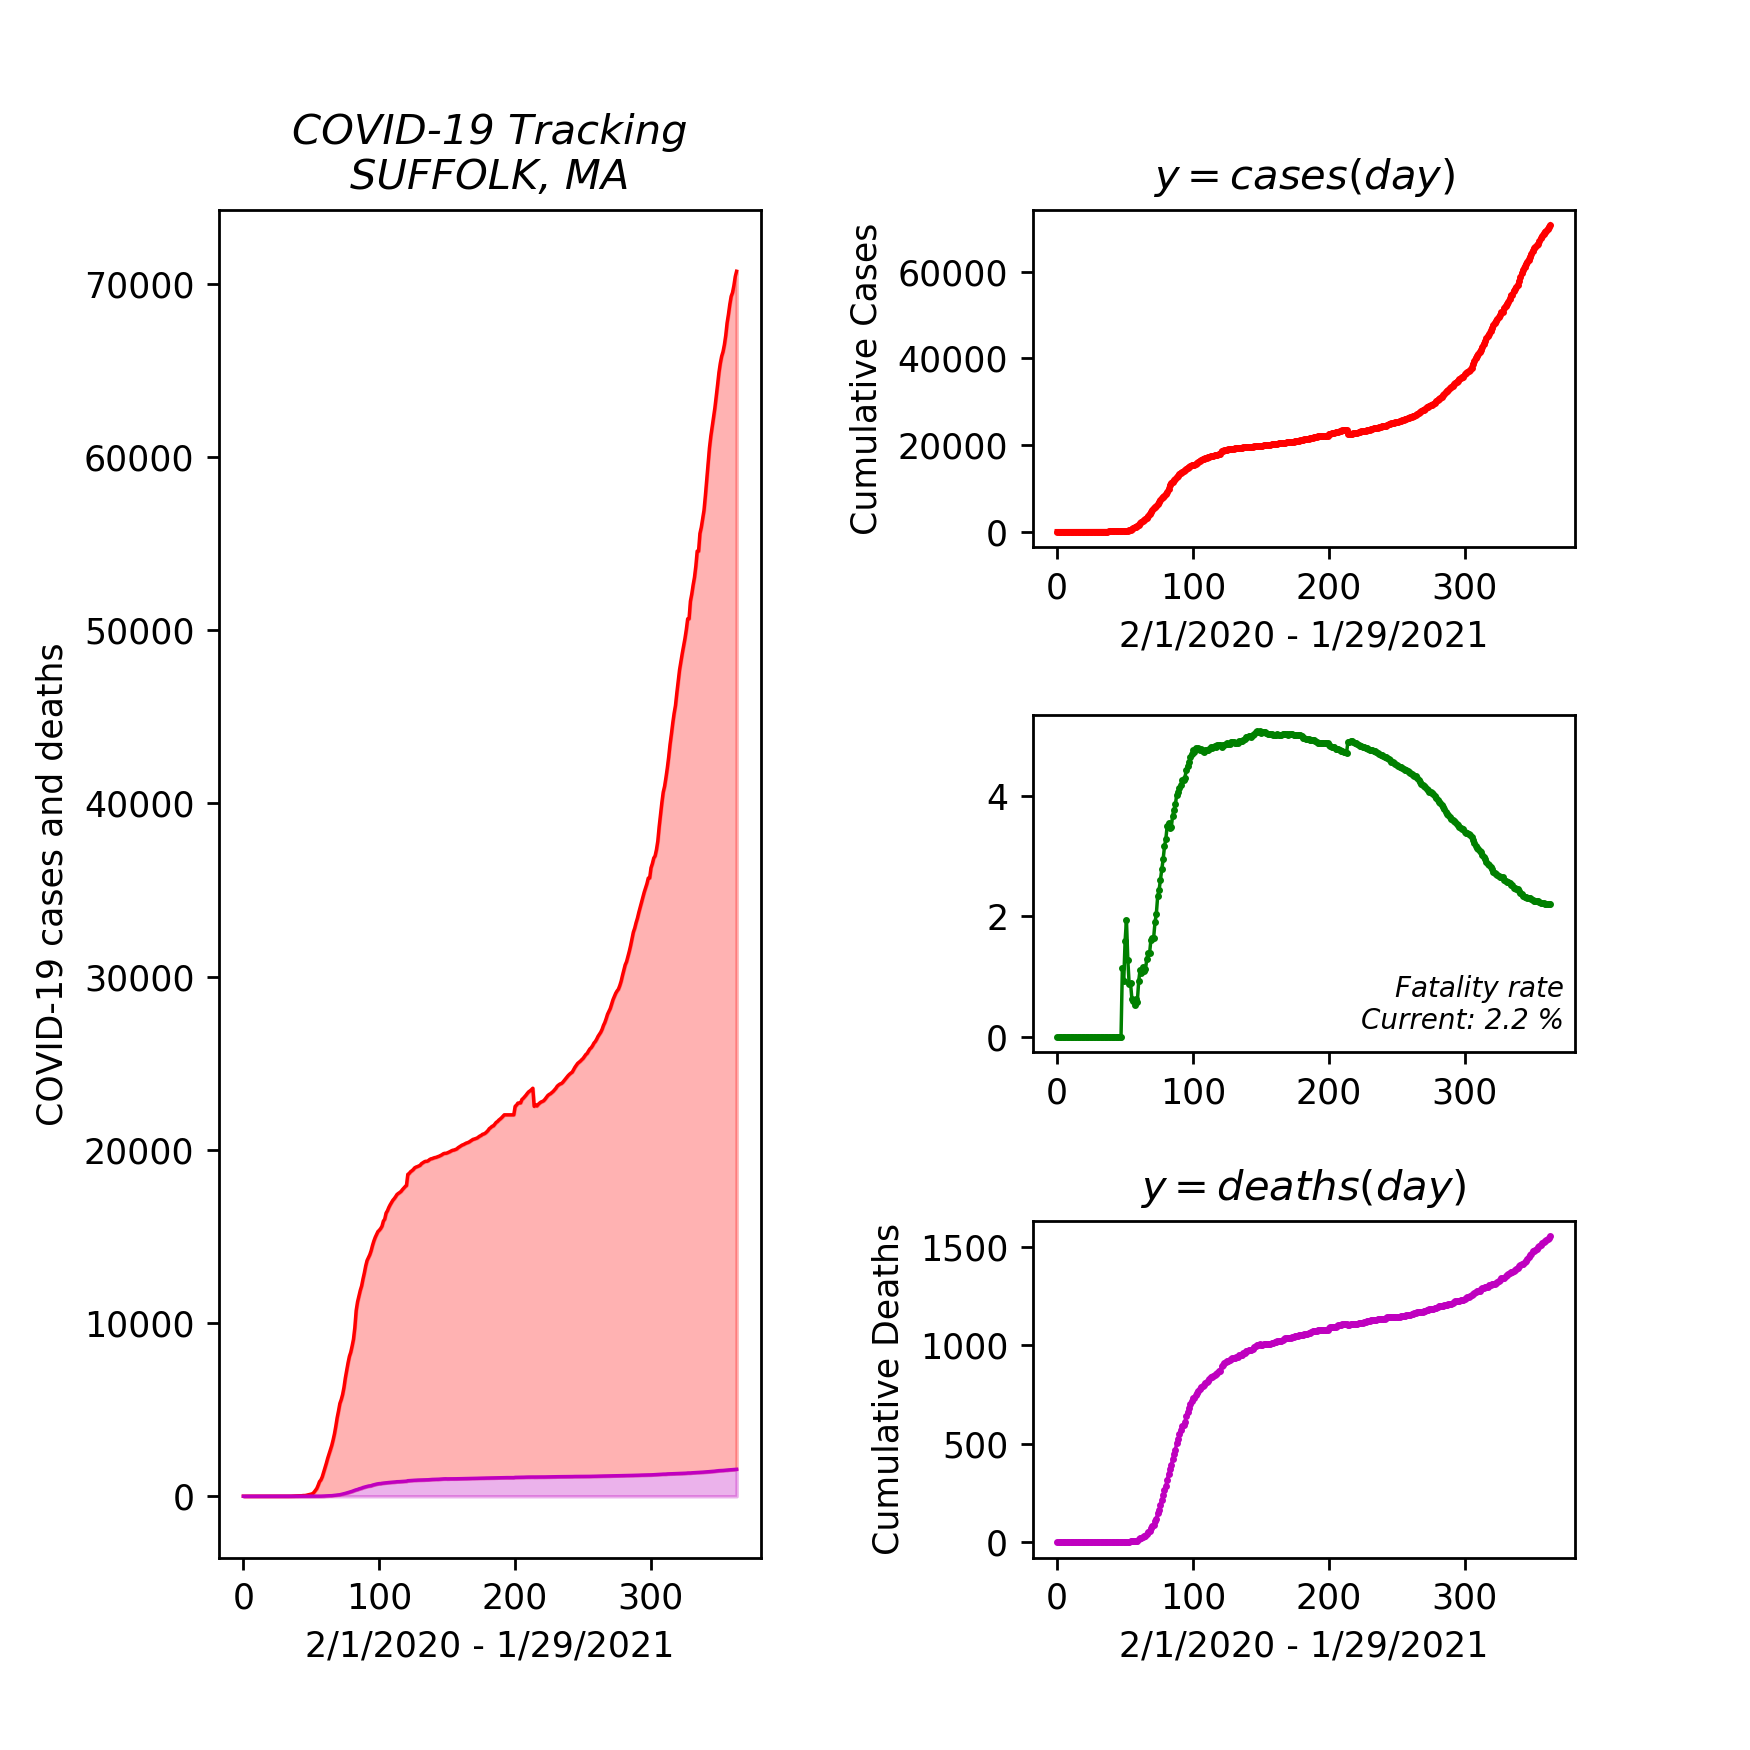 COVID-19 Tracking
SUFFOLK, MA
COVID-19 cases and deaths
70000
60000
50000
40000
30000
20000
10000
0
0 100 200 300
2/1/2020 - 1/29/2021
y = cases(day)
Cumulative Cases
60000
40000
20000
0
0 100 200 300
2/1/2020 - 1/29/2021
4
2
0
Fatality rate
Current: 2.2 %
0 100 200 300
y = deaths(day)
Cumulative Deaths
1500
1000
500
0
0 100 200 300
2/1/2020 - 1/29/2021